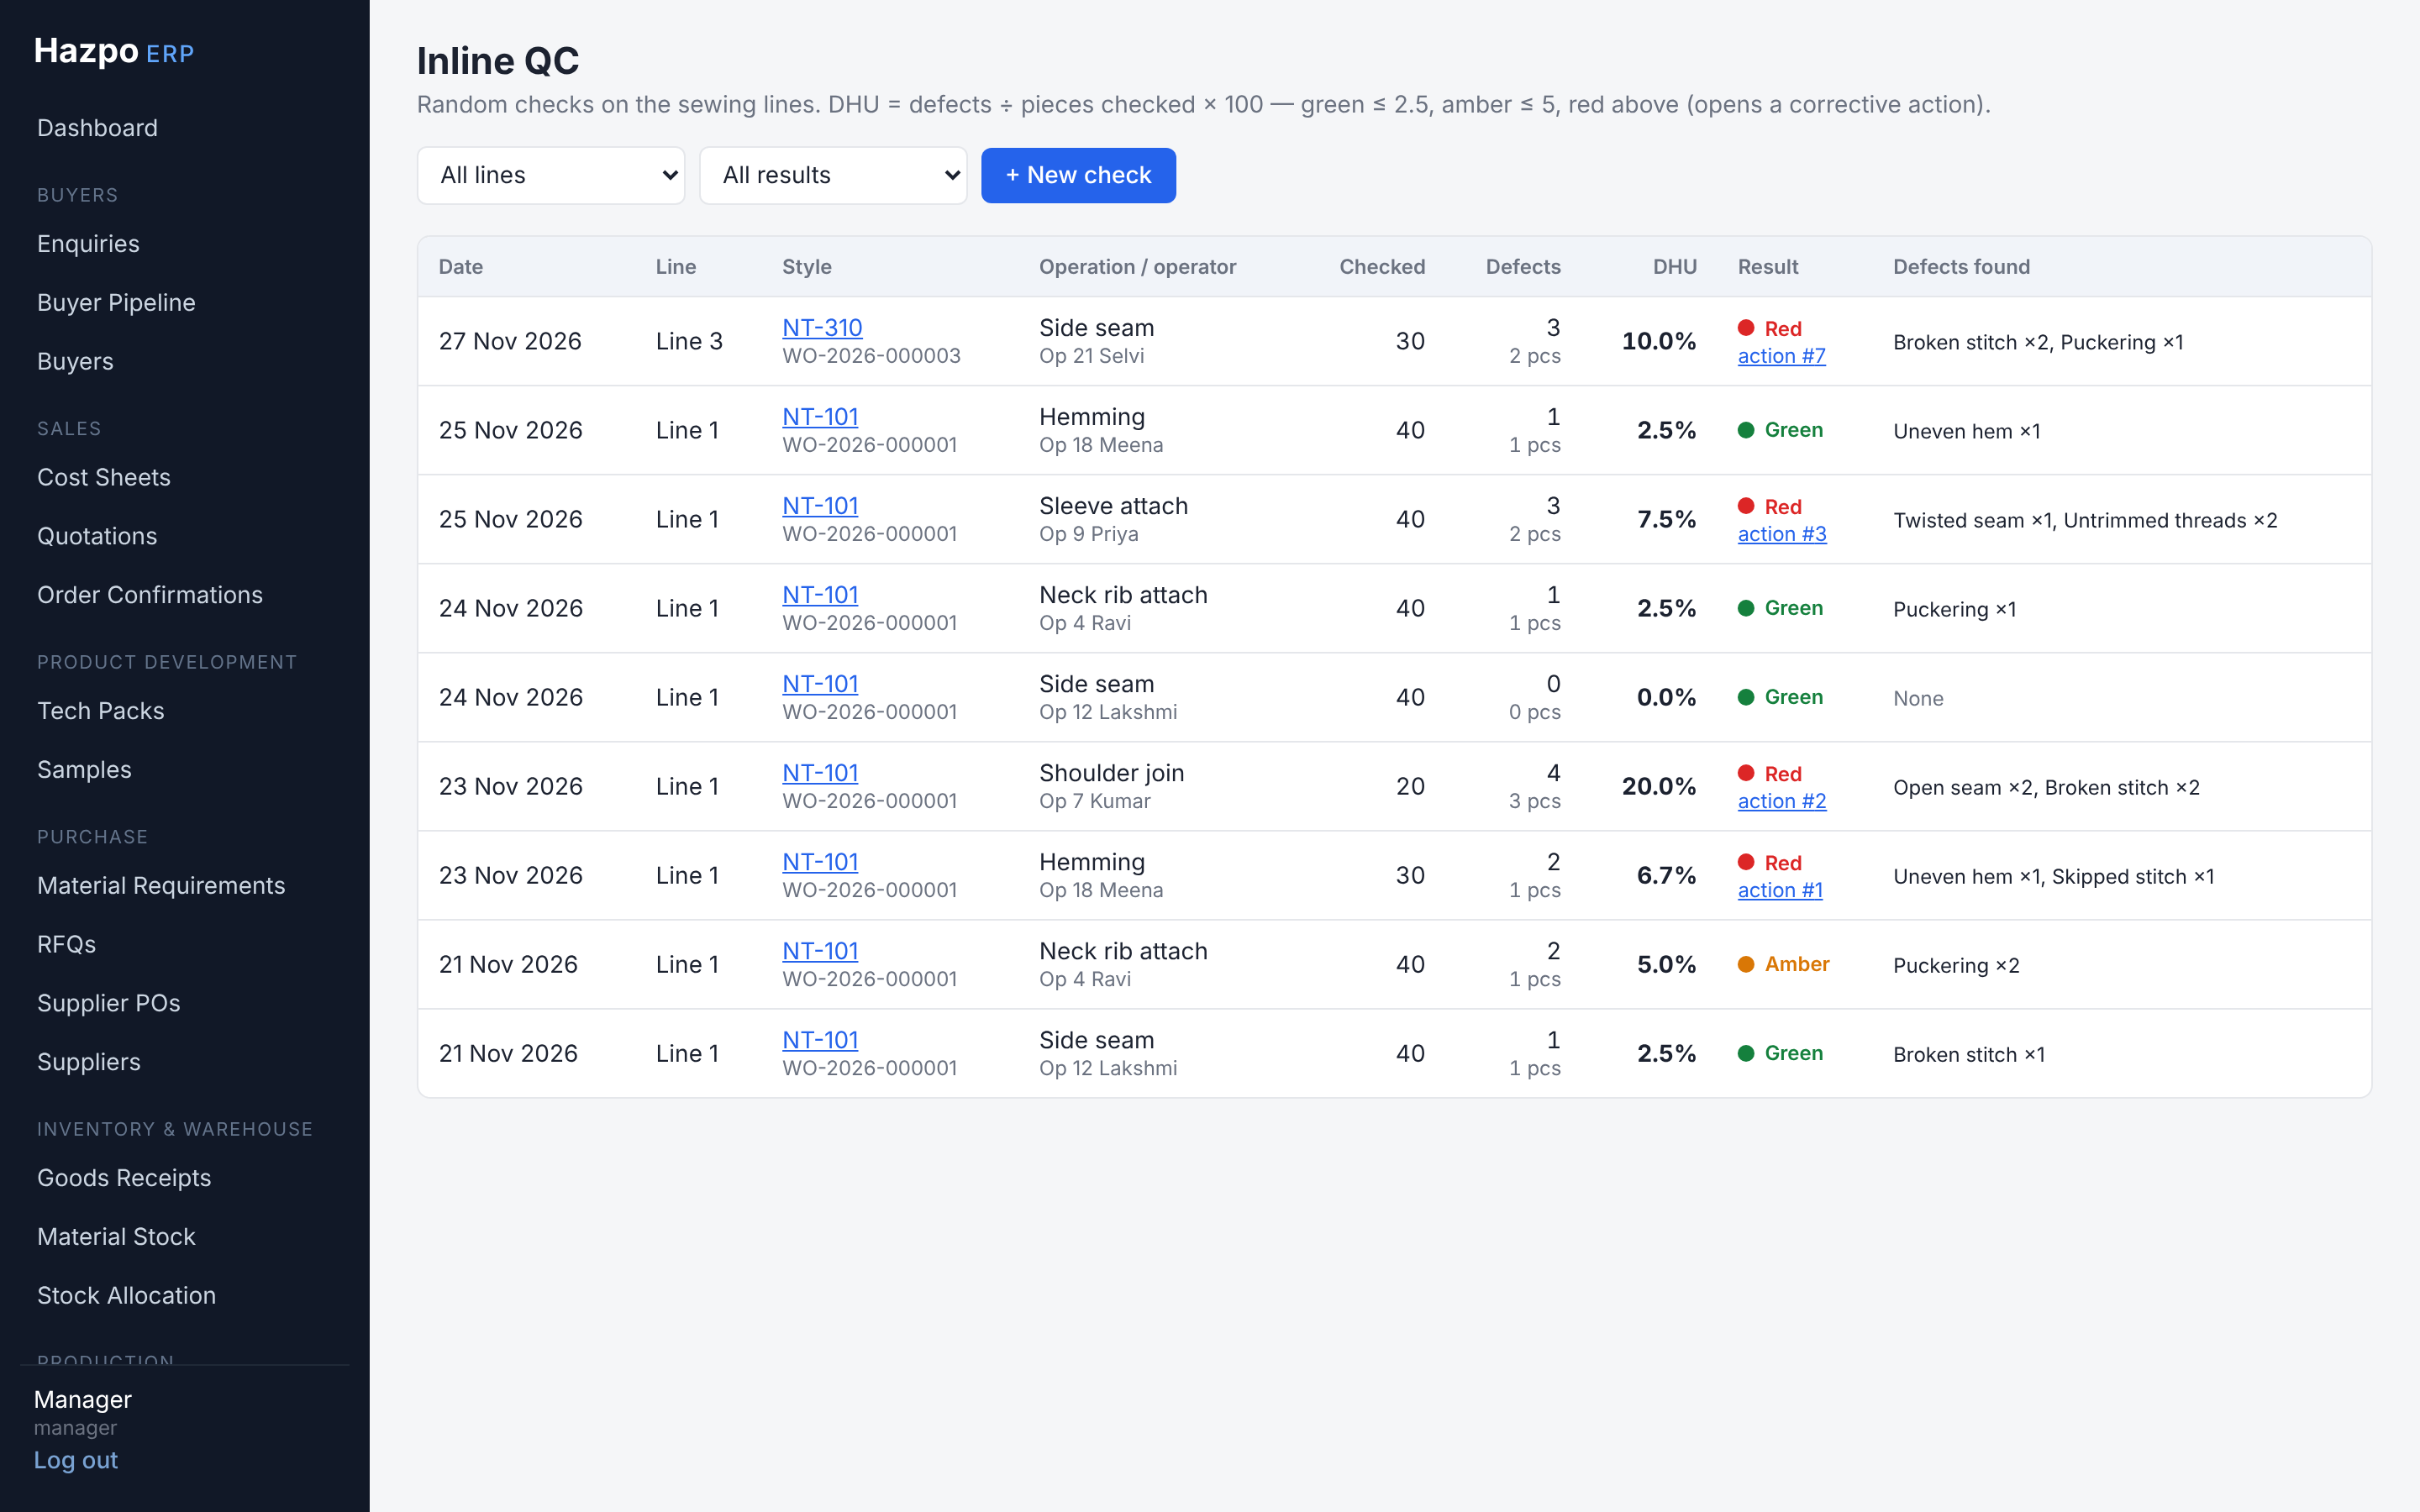 Hazpo ERP
Dashboard
BUYERS
Enquiries
Buyer Pipeline
Buyers
SALES
Cost Sheets
Quotations
Order Confirmations
PRODUCT DEVELOPMENT
Tech Packs
Samples
PURCHASE
Material Requirements
RFQs
Supplier POs
Suppliers
INVENTORY & WAREHOUSE
Goods Receipts
Material Stock
Stock Allocation
PRODUCTION
Manager
manager
Log out
Inline QC
Random checks on the sewing lines. DHU = defects ÷ pieces checked × 100 — green ≤ 2.5, amber ≤ 5, red above (opens a corrective action).
All lines All results + New check
Date Line Style Operation / operator Checked Defects DHU Result Defects found
27 Nov 2026 Line 3 NT-310 Side seam 30 3 10.0% Red Broken stitch ×2, Puckering ×1
WO-2026-000003 Op 21 Selvi 2 pcs action #7
25 Nov 2026 Line 1 NT-101 Hemming 40 1 2.5% Green Uneven hem ×1
WO-2026-000001 Op 18 Meena 1 pcs
25 Nov 2026 Line 1 NT-101 Sleeve attach 40 3 7.5% Red Twisted seam ×1, Untrimmed threads ×2
WO-2026-000001 Op 9 Priya 2 pcs action #3
24 Nov 2026 Line 1 NT-101 Neck rib attach 40 1 2.5% Green Puckering ×1
WO-2026-000001 Op 4 Ravi 1 pcs
24 Nov 2026 Line 1 NT-101 Side seam 40 0 0.0% Green None
WO-2026-000001 Op 12 Lakshmi 0 pcs
23 Nov 2026 Line 1 NT-101 Shoulder join 20 4 20.0% Red Open seam ×2, Broken stitch ×2
WO-2026-000001 Op 7 Kumar 3 pcs action #2
23 Nov 2026 Line 1 NT-101 Hemming 30 2 6.7% Red Uneven hem ×1, Skipped stitch ×1
WO-2026-000001 Op 18 Meena 1 pcs action #1
21 Nov 2026 Line 1 NT-101 Neck rib attach 40 2 5.0% Amber Puckering ×2
WO-2026-000001 Op 4 Ravi 1 pcs
21 Nov 2026 Line 1 NT-101 Side seam 40 1 2.5% Green Broken stitch ×1
WO-2026-000001 Op 12 Lakshmi 1 pcs